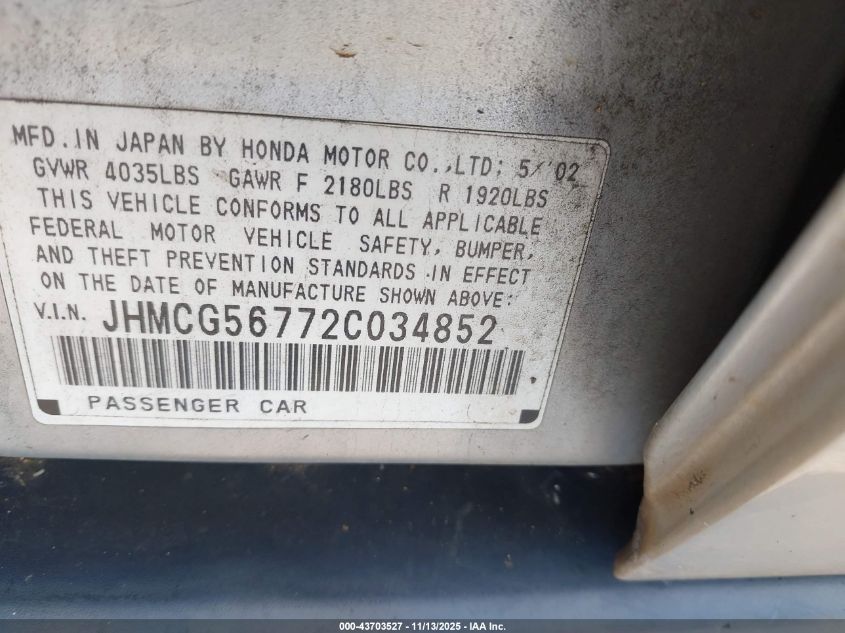 MFD. IN JAPAN BY HONDA MOTOR CO., LTD; 5/'02
GVWR 4035LBS GAWR F 2180LBS R 1920LBS
THIS VEHICLE CONFORMS TO ALL APPLICABLE
FEDERAL MOTOR VEHICLE SAFETY, BUMPER,
AND THEFT PREVENTION STANDARDS IN EFFECT
ON THE DATE OF MANUFACTURE SHOWN ABOVE:
V.I.N. JHMCG56772C034852
PASSENGER CAR
000-43703527 - 11/13/2025 - IAA Inc.